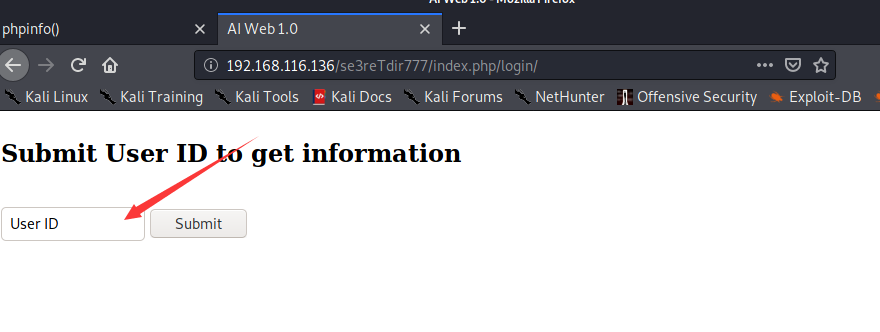 AI Web 1.0 - Mozilla Firefox
phpinfo() AI Web 1.0
192.168.116.136/se3reTdir777/index.php/login/
Kali Linux Kali Training Kali Tools Kali Docs Kali Forums NetHunter Offensive Security Exploit-DB
Submit User ID to get information
User ID Submit